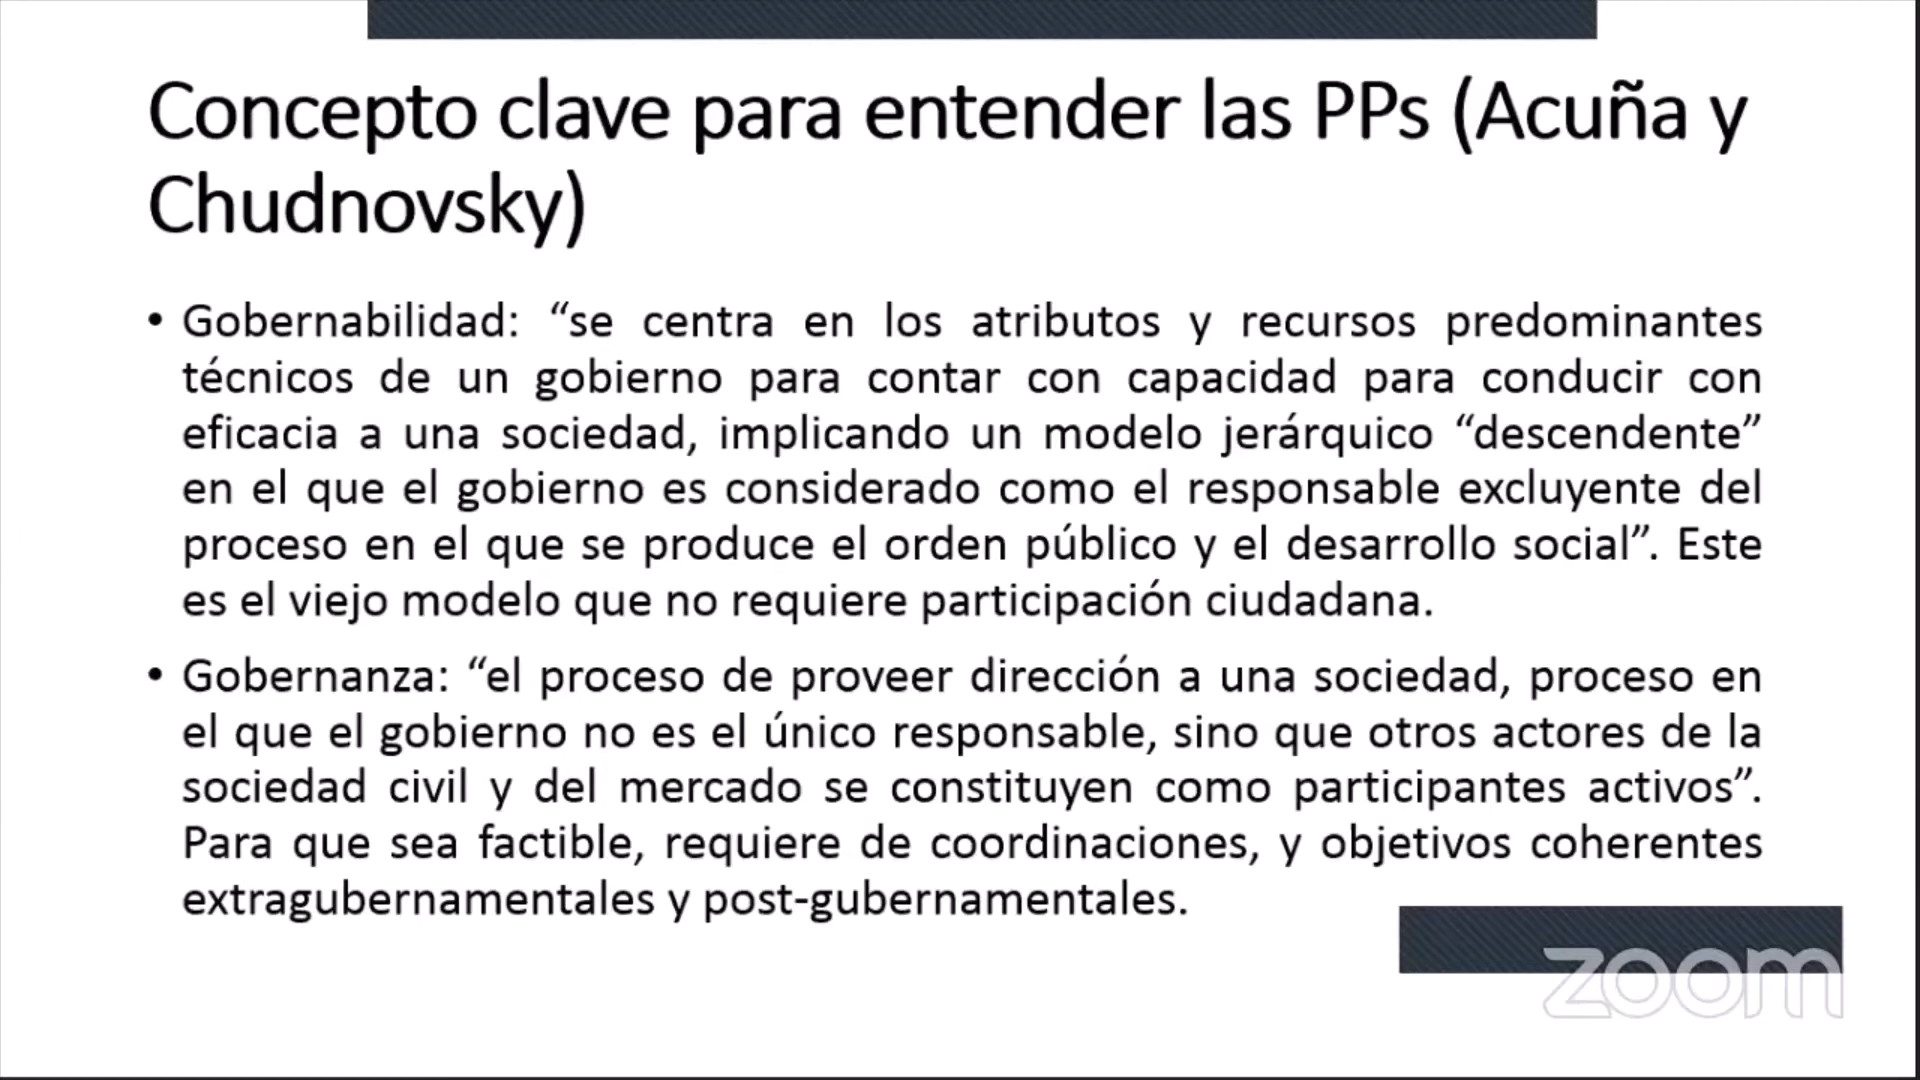 Concepto clave para entender las PPs (Acuña y
Chudnovsky)
• Gobernabilidad: “se centra en los atributos y recursos predominantes
técnicos de un gobierno para contar con capacidad para conducir con
eficacia a una sociedad, implicando un modelo jerárquico “descendente”
en el que el gobierno es considerado como el responsable excluyente del
proceso en el que se produce el orden público y el desarrollo social”. Este
es el viejo modelo que no requiere participación ciudadana.
• Gobernanza: “el proceso de proveer dirección a una sociedad, proceso en
el que el gobierno no es el único responsable, sino que otros actores de la
sociedad civil y del mercado se constituyen como participantes activos”.
Para que sea factible, requiere de coordinaciones, y objetivos coherentes
extragubernamentales y post-gubernamentales.
zoom